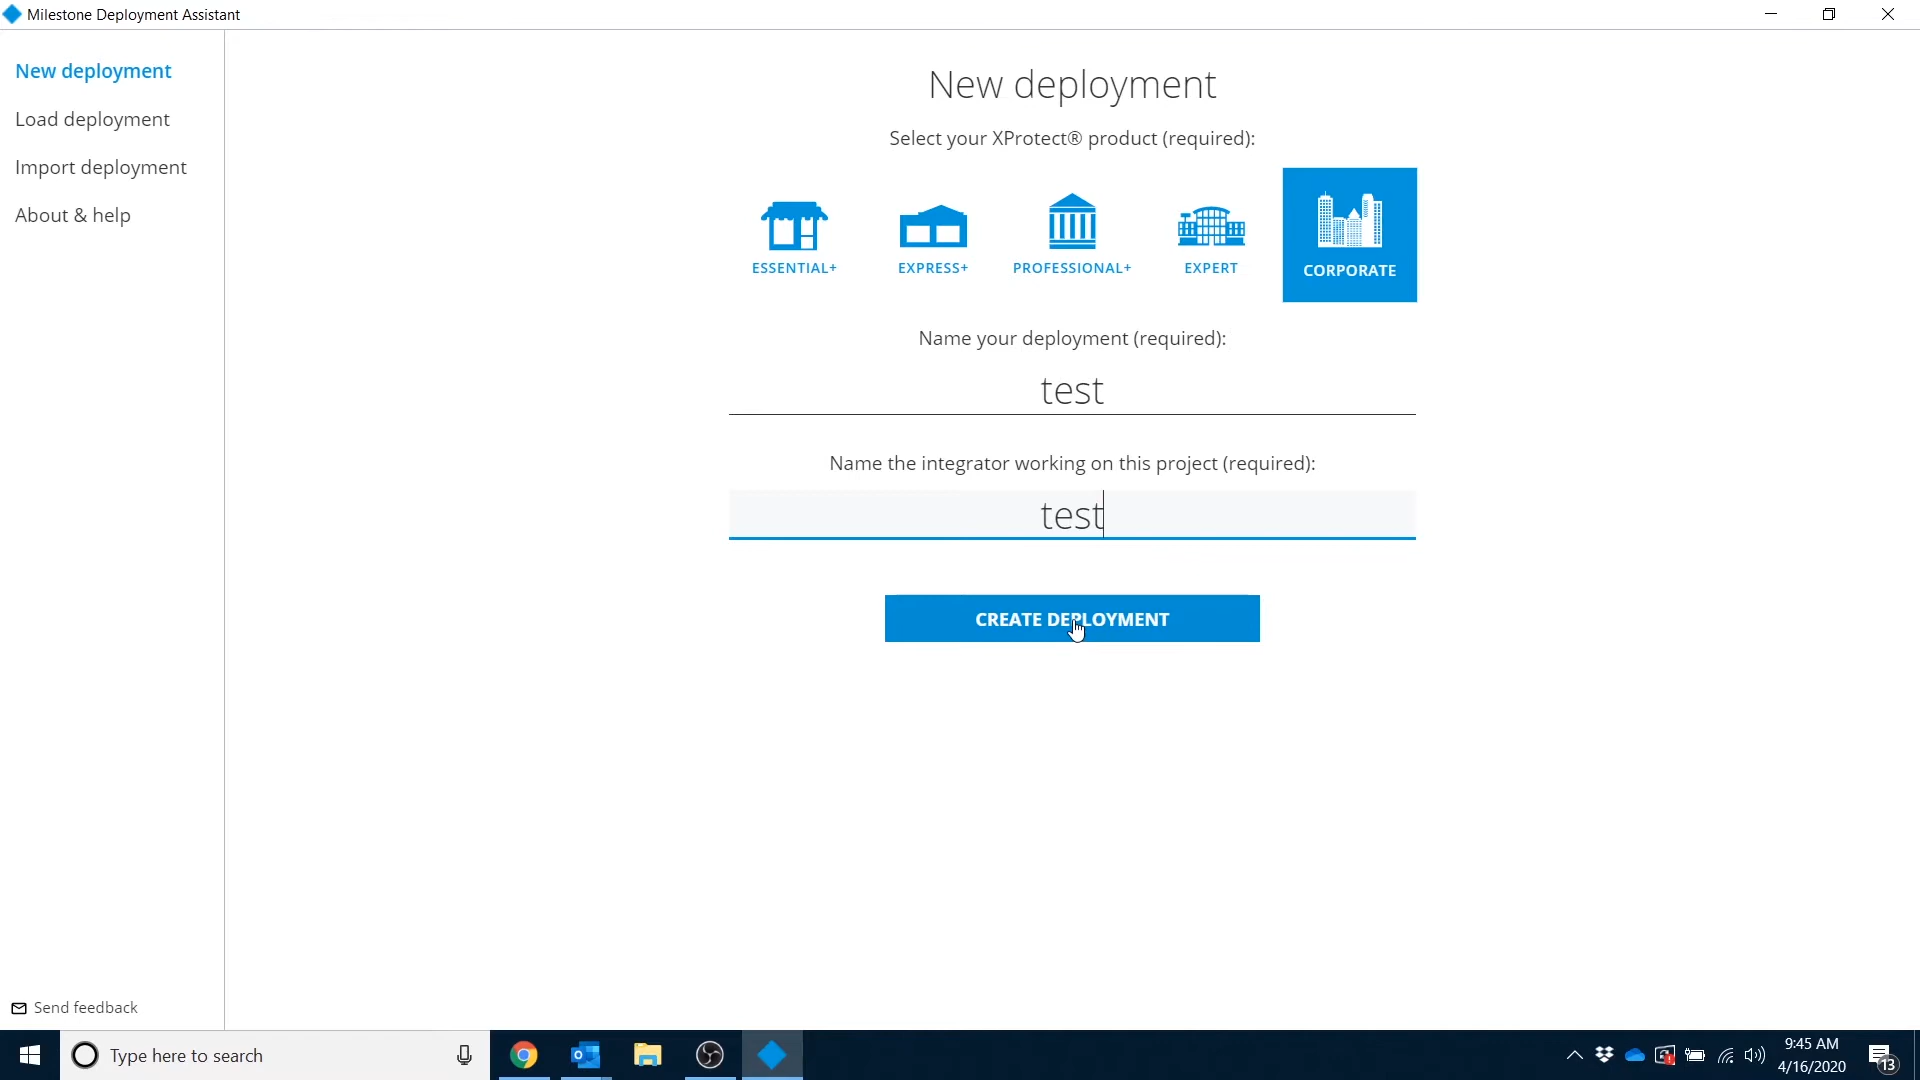 Milestone Deployment Assistant
New deployment
Load deployment
Import deployment
About & help
Send feedback
New deployment
Select your XProtect® product (required):
ESSENTIAL+
EXPRESS+
PROFESSIONAL+
EXPERT
CORPORATE
Name your deployment (required):
test
Name the integrator working on this project (required):
test
CREATE DEPLOYMENT
Type here to search
9:45 AM
4/16/2020
13